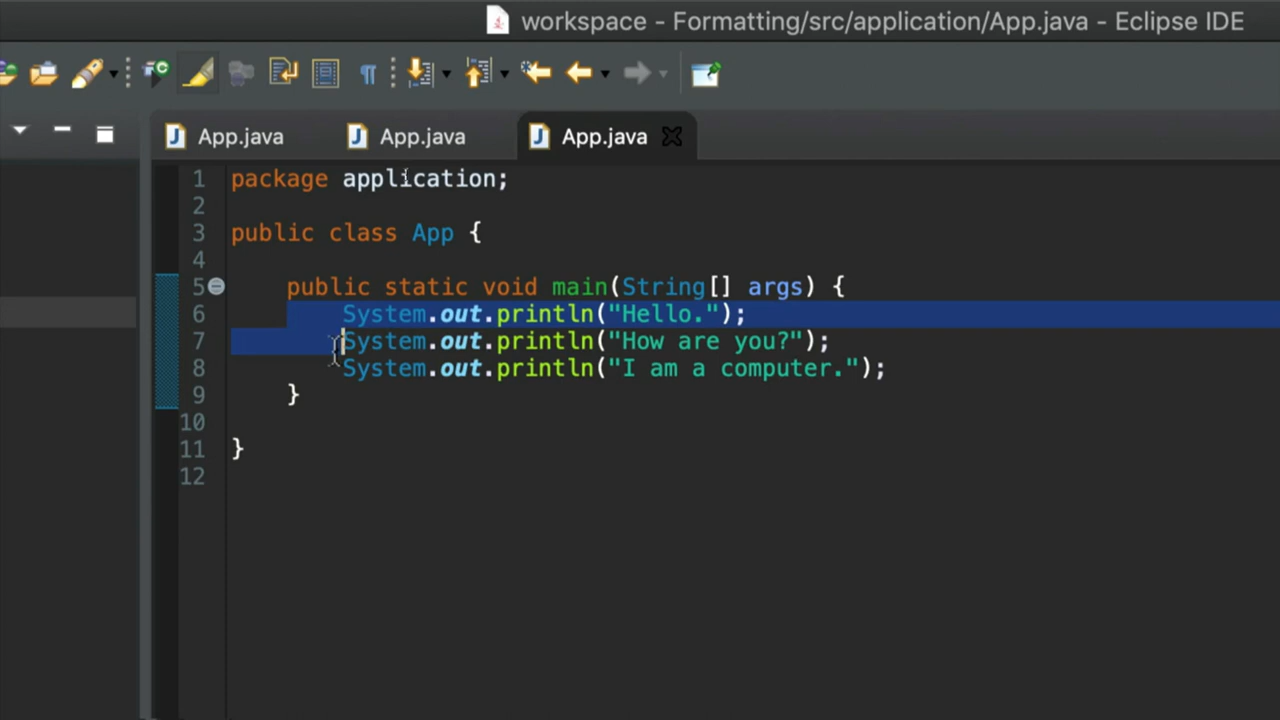 workspace - Formatting/src/application/App.java - Eclipse IDE
App.java App.java App.java
1 package application;
2
3 public class App {
4
5 public static void main(String[] args) {
6 System.out.println("Hello.");
7 System.out.println("How are you?");
8 System.out.println("I am a computer.");
9 }
10
11 }
12